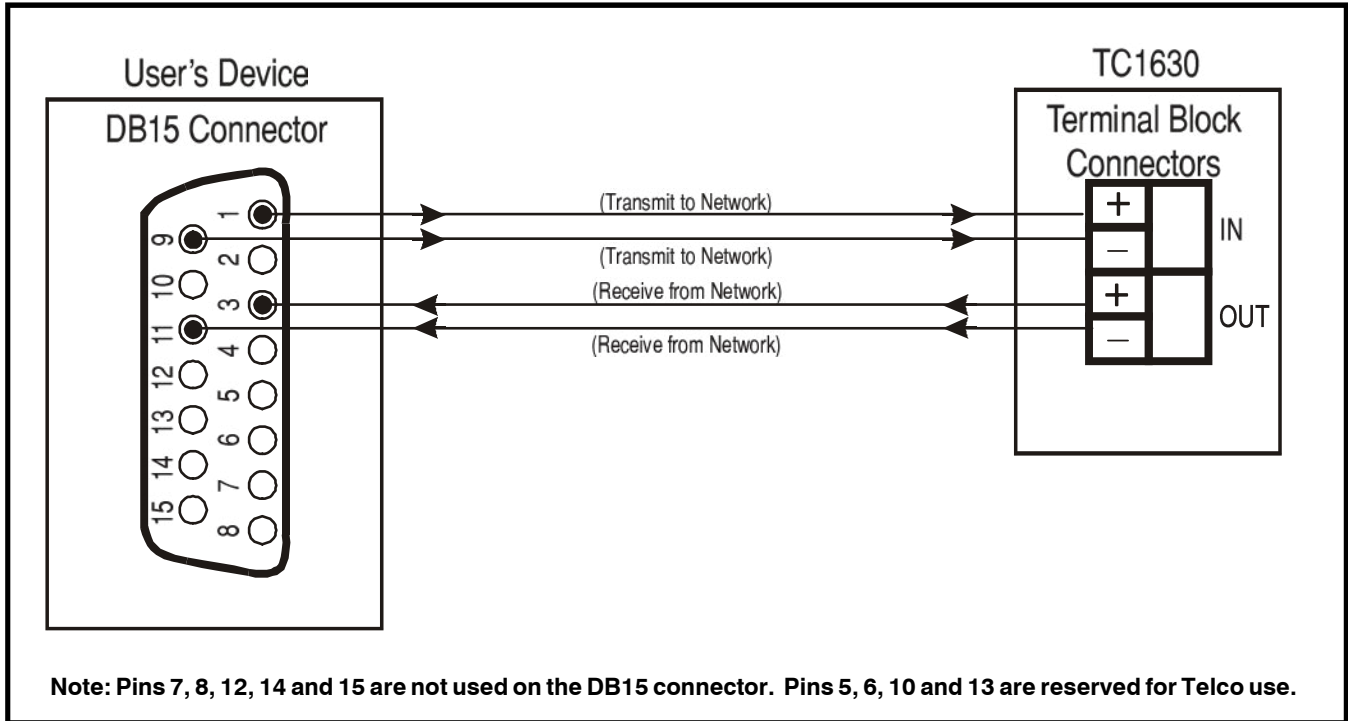 User's Device
DB15 Connector
TC1630
Terminal Block
Connectors
(Transmit to Network)
(Transmit to Network)
(Receive from Network)
(Receive from Network)
+
–
+
–
IN
OUT
1
9
2
10
3
11
4
12
5
13
6
14
7
15
8
Note: Pins 7, 8, 12, 14 and 15 are not used on the DB15 connector. Pins 5, 6, 10 and 13 are reserved for Telco use.